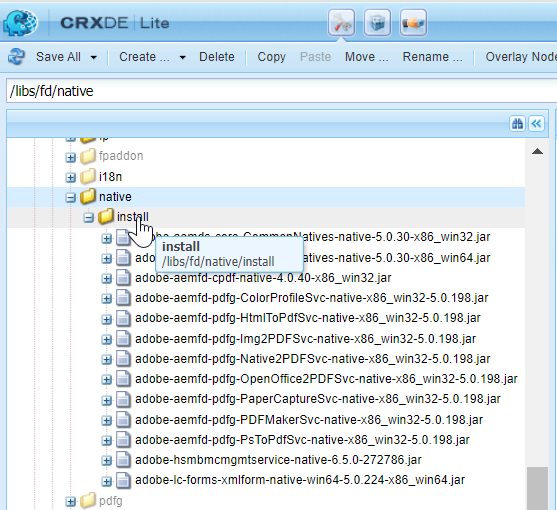 CRXDE | Lite
Save All Create ... Delete Copy Paste Move ... Rename ... Overlay Node
/libs/fd/native
fpaddon
i18n
native
install
adobe-aemds-core-CommonNatives-native-5.0.30-x86_win32.jar
install
/libs/fd/native/install
-native-5.0.30-x86_win64.jar
adobe-aemfd-cpdf-native-4.0.40-x86_win32.jar
adobe-aemfd-pdfg-ColorProfileSvc-native-x86_win32-5.0.198.jar
adobe-aemfd-pdfg-HtmlToPdfSvc-native-x86_win32-5.0.198.jar
adobe-aemfd-pdfg-Img2PDFSvc-native-x86_win32-5.0.198.jar
adobe-aemfd-pdfg-Native2PDFSvc-native-x86_win32-5.0.198.jar
adobe-aemfd-pdfg-OpenOffice2PDFSvc-native-x86_win32-5.0.198.jar
adobe-aemfd-pdfg-PaperCaptureSvc-native-x86_win32-5.0.198.jar
adobe-aemfd-pdfg-PDFMakerSvc-native-x86_win32-5.0.198.jar
adobe-aemfd-pdfg-PsToPdfSvc-native-x86_win32-5.0.198.jar
adobe-hsmbmcmgmtservice-native-6.5.0-272786.jar
adobe-lc-forms-xmlform-native-win64-5.0.224-x86_win64.jar
pdfg